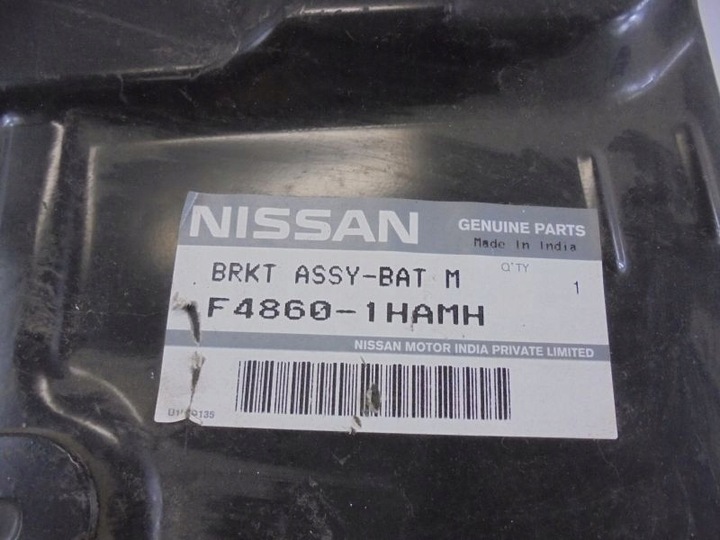 NISSAN GENUINE PARTS
Made in India
BRKT ASSY-BAT M Q'TY 1
F4860-1HAMH
NISSAN MOTOR INDIA PRIVATE LIMITED